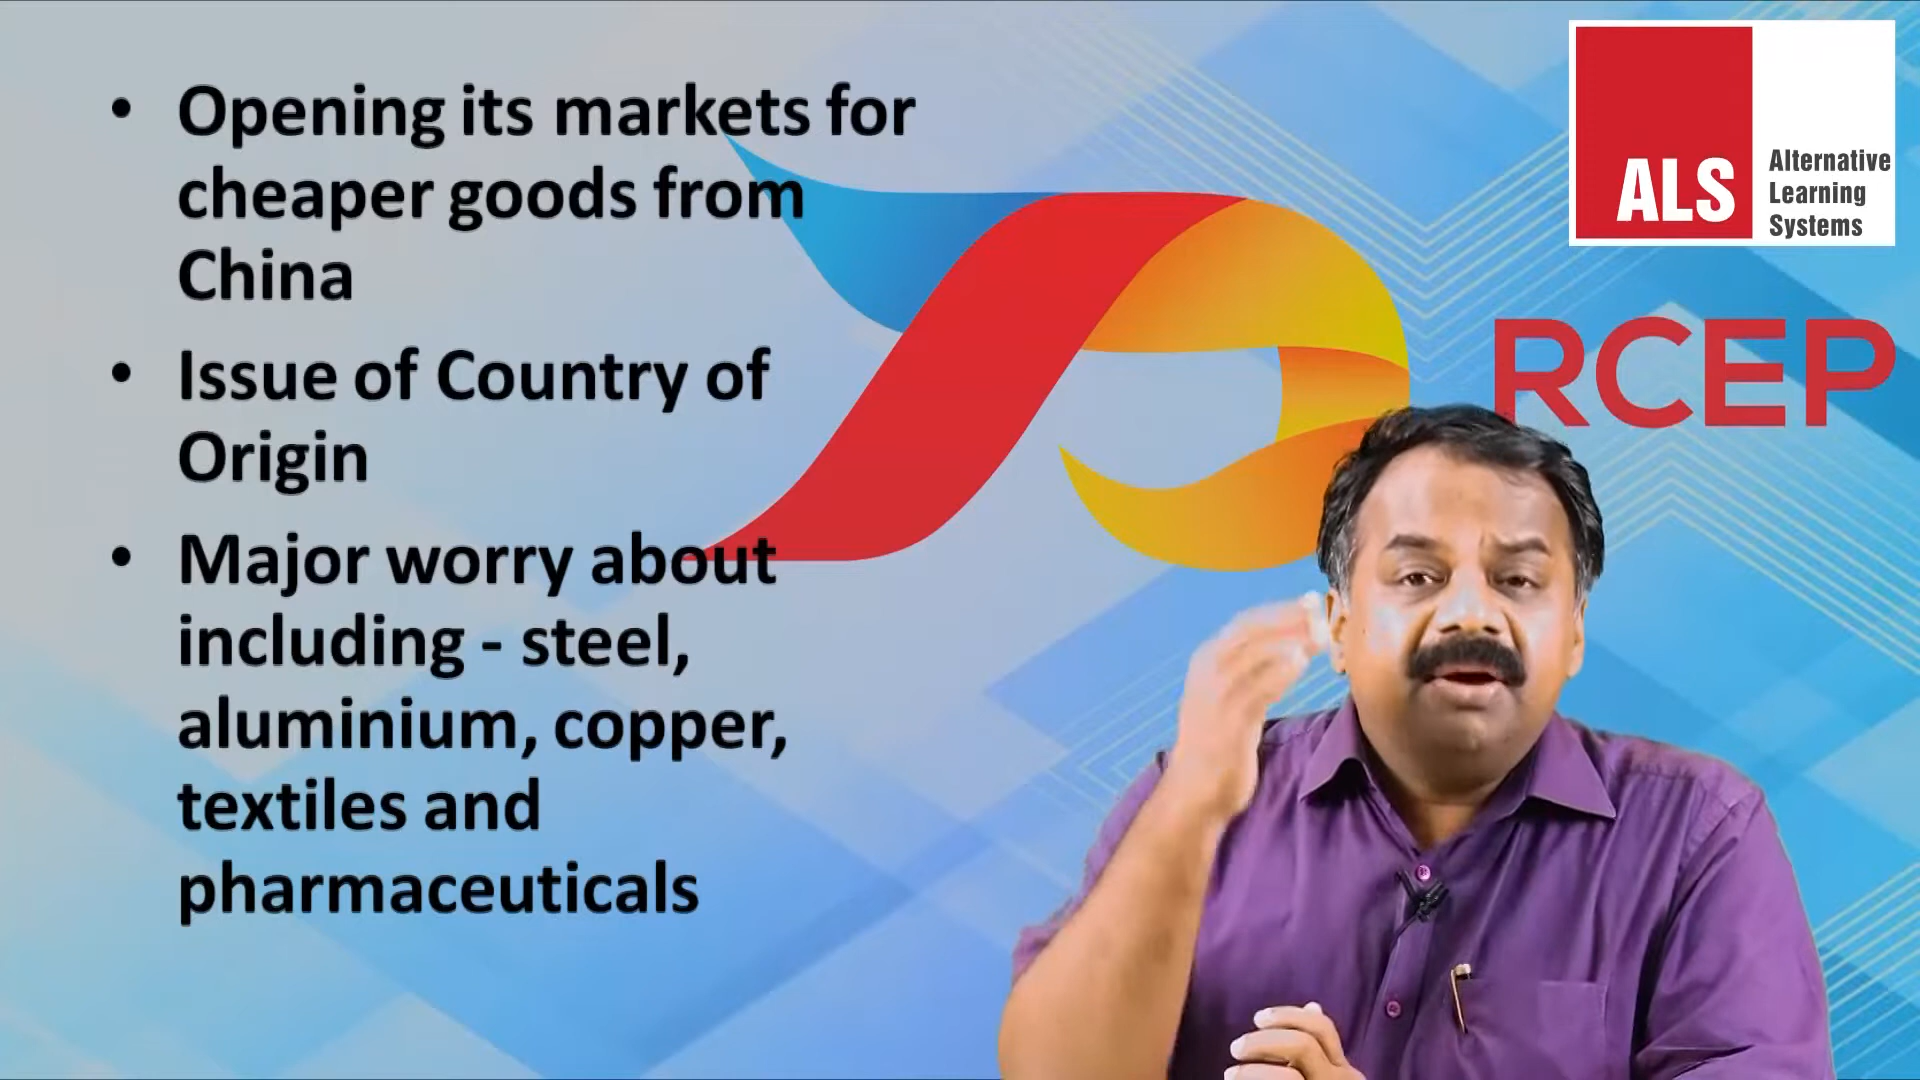 • Opening its markets for
cheaper goods from
China
• Issue of Country of
Origin
• Major worry about
including - steel,
aluminium, copper,
textiles and
pharmaceuticals
ALS
Alternative
Learning
Systems
RCEP